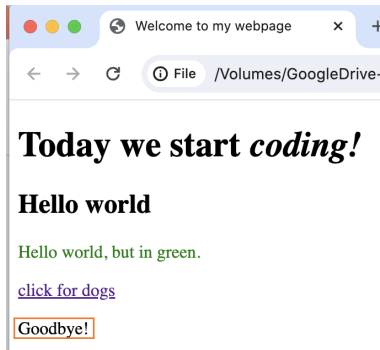 Welcome to my webpage
File /Volumes/GoogleDrive-
Today we start coding!
Hello world
Hello world, but in green.
click for dogs
Goodbye!